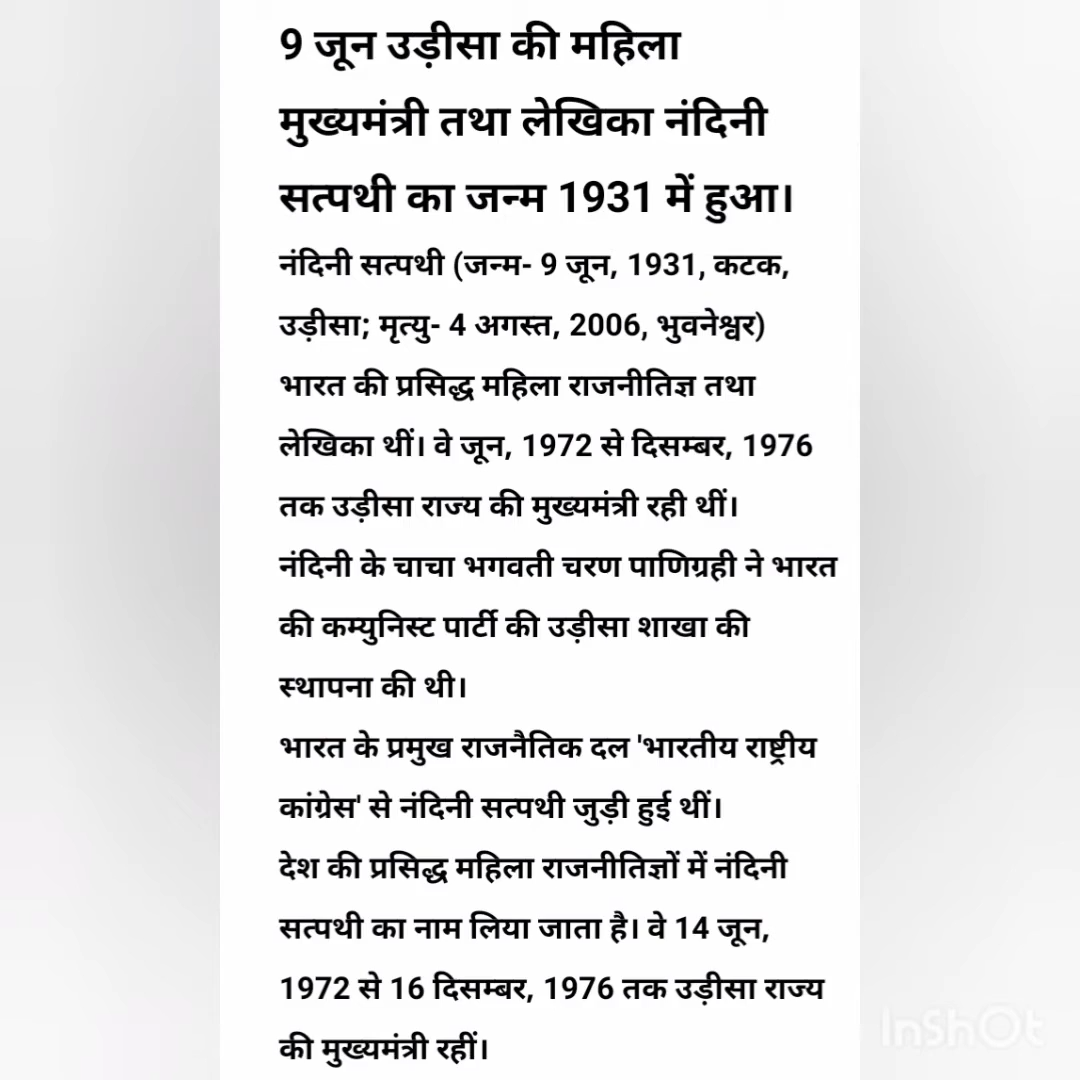 9 जून उड़ीसा की महिला
मुख्यमंत्री तथा लेखिका नंदिनी
सत्पथी का जन्म 1931 में हुआ।
नंदिनी सत्पथी (जन्म- 9 जून, 1931, कटक,
उड़ीसा; मृत्यु- 4 अगस्त, 2006, भुवनेश्वर)
भारत की प्रसिद्ध महिला राजनीतिज्ञ तथा
लेखिका थीं। वे जून, 1972 से दिसम्बर, 1976
तक उड़ीसा राज्य की मुख्यमंत्री रही थीं।
नंदिनी के चाचा भगवती चरण पाणिग्रही ने भारत
की कम्युनिस्ट पार्टी की उड़ीसा शाखा की
स्थापना की थी।
भारत के प्रमुख राजनैतिक दल 'भारतीय राष्ट्रीय
कांग्रेस' से नंदिनी सत्पथी जुड़ी हुई थीं।
देश की प्रसिद्ध महिला राजनीतिज्ञों में नंदिनी
सत्पथी का नाम लिया जाता है। वे 14 जून,
1972 से 16 दिसम्बर, 1976 तक उड़ीसा राज्य
की मुख्यमंत्री रहीं।
InShOt